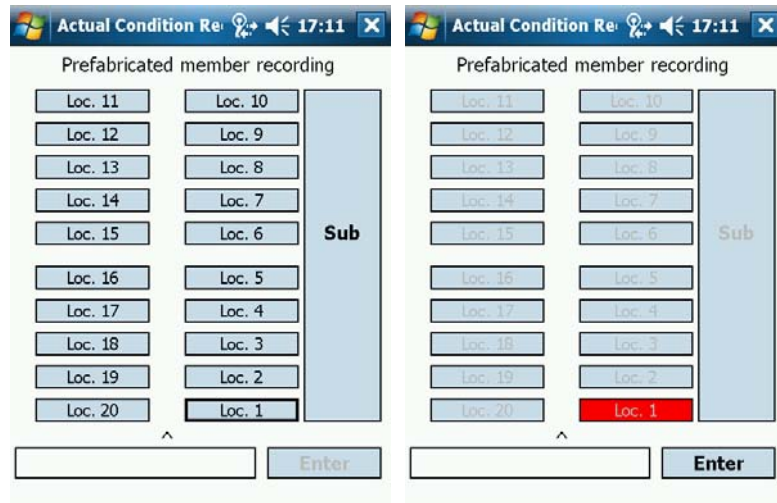 Actual Condition Re 17:11
Prefabricated member recording
Loc. 11 Loc. 10
Loc. 12 Loc. 9
Loc. 13 Loc. 8
Loc. 14 Loc. 7
Loc. 15 Loc. 6 Sub
Loc. 16 Loc. 5
Loc. 17 Loc. 4
Loc. 18 Loc. 3
Loc. 19 Loc. 2
Loc. 20 Loc. 1
^
Enter
Actual Condition Re 17:11
Prefabricated member recording
Loc. 11 Loc. 10
Loc. 12 Loc. 9
Loc. 13 Loc. 8
Loc. 14 Loc. 7
Loc. 15 Loc. 6 Sub
Loc. 16 Loc. 5
Loc. 17 Loc. 4
Loc. 18 Loc. 3
Loc. 19 Loc. 2
Loc. 20 Loc. 1
^
Enter